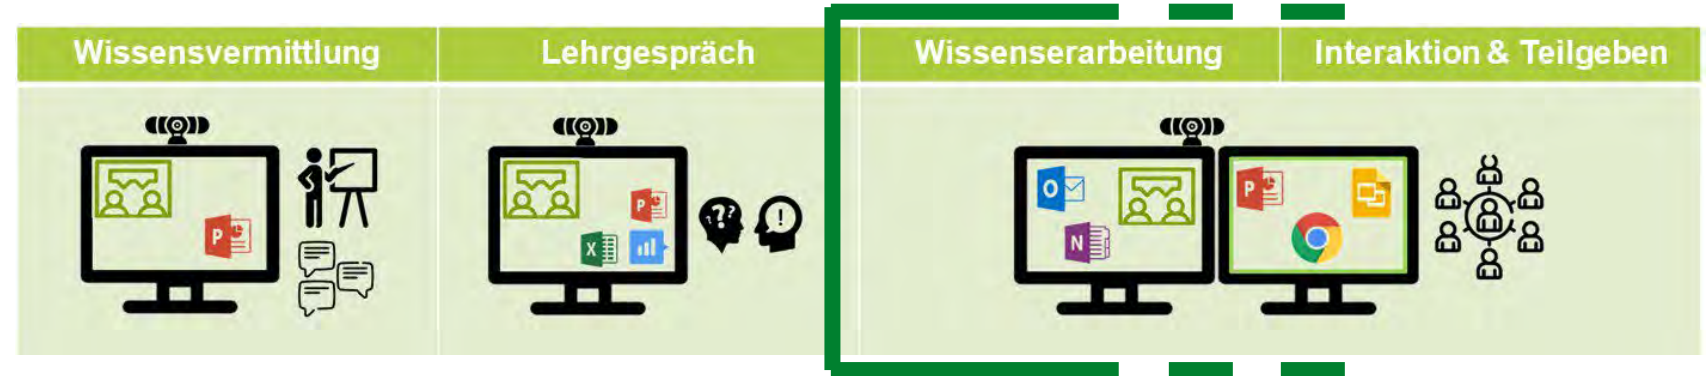 Wissensvermittlung
Lehrgespräch
Wissenserarbeitung
Interaktion & Teilgeben
P
P
X
??
?
!
O
N
P